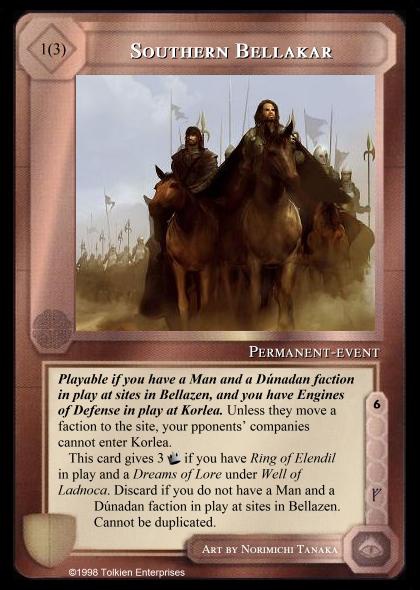 1(3)
Southern Bellakar
Permanent-event
Playable if you have a Man and a Dúnadan faction
in play at sites in Bellazen, and you have Engines
of Defense in play at Korlea. Unless they move a
faction to the site, your pponents' companies
cannot enter Korlea.
This card gives 3 if you have Ring of Elendil
in play and a Dreams of Lore under Well of
Ladnoca. Discard if you do not have a Man and a
Dúnadan faction in play at sites in Bellazen.
Cannot be duplicated.
6
Art by Norimichi Tanaka
©1998 Tolkien Enterprises